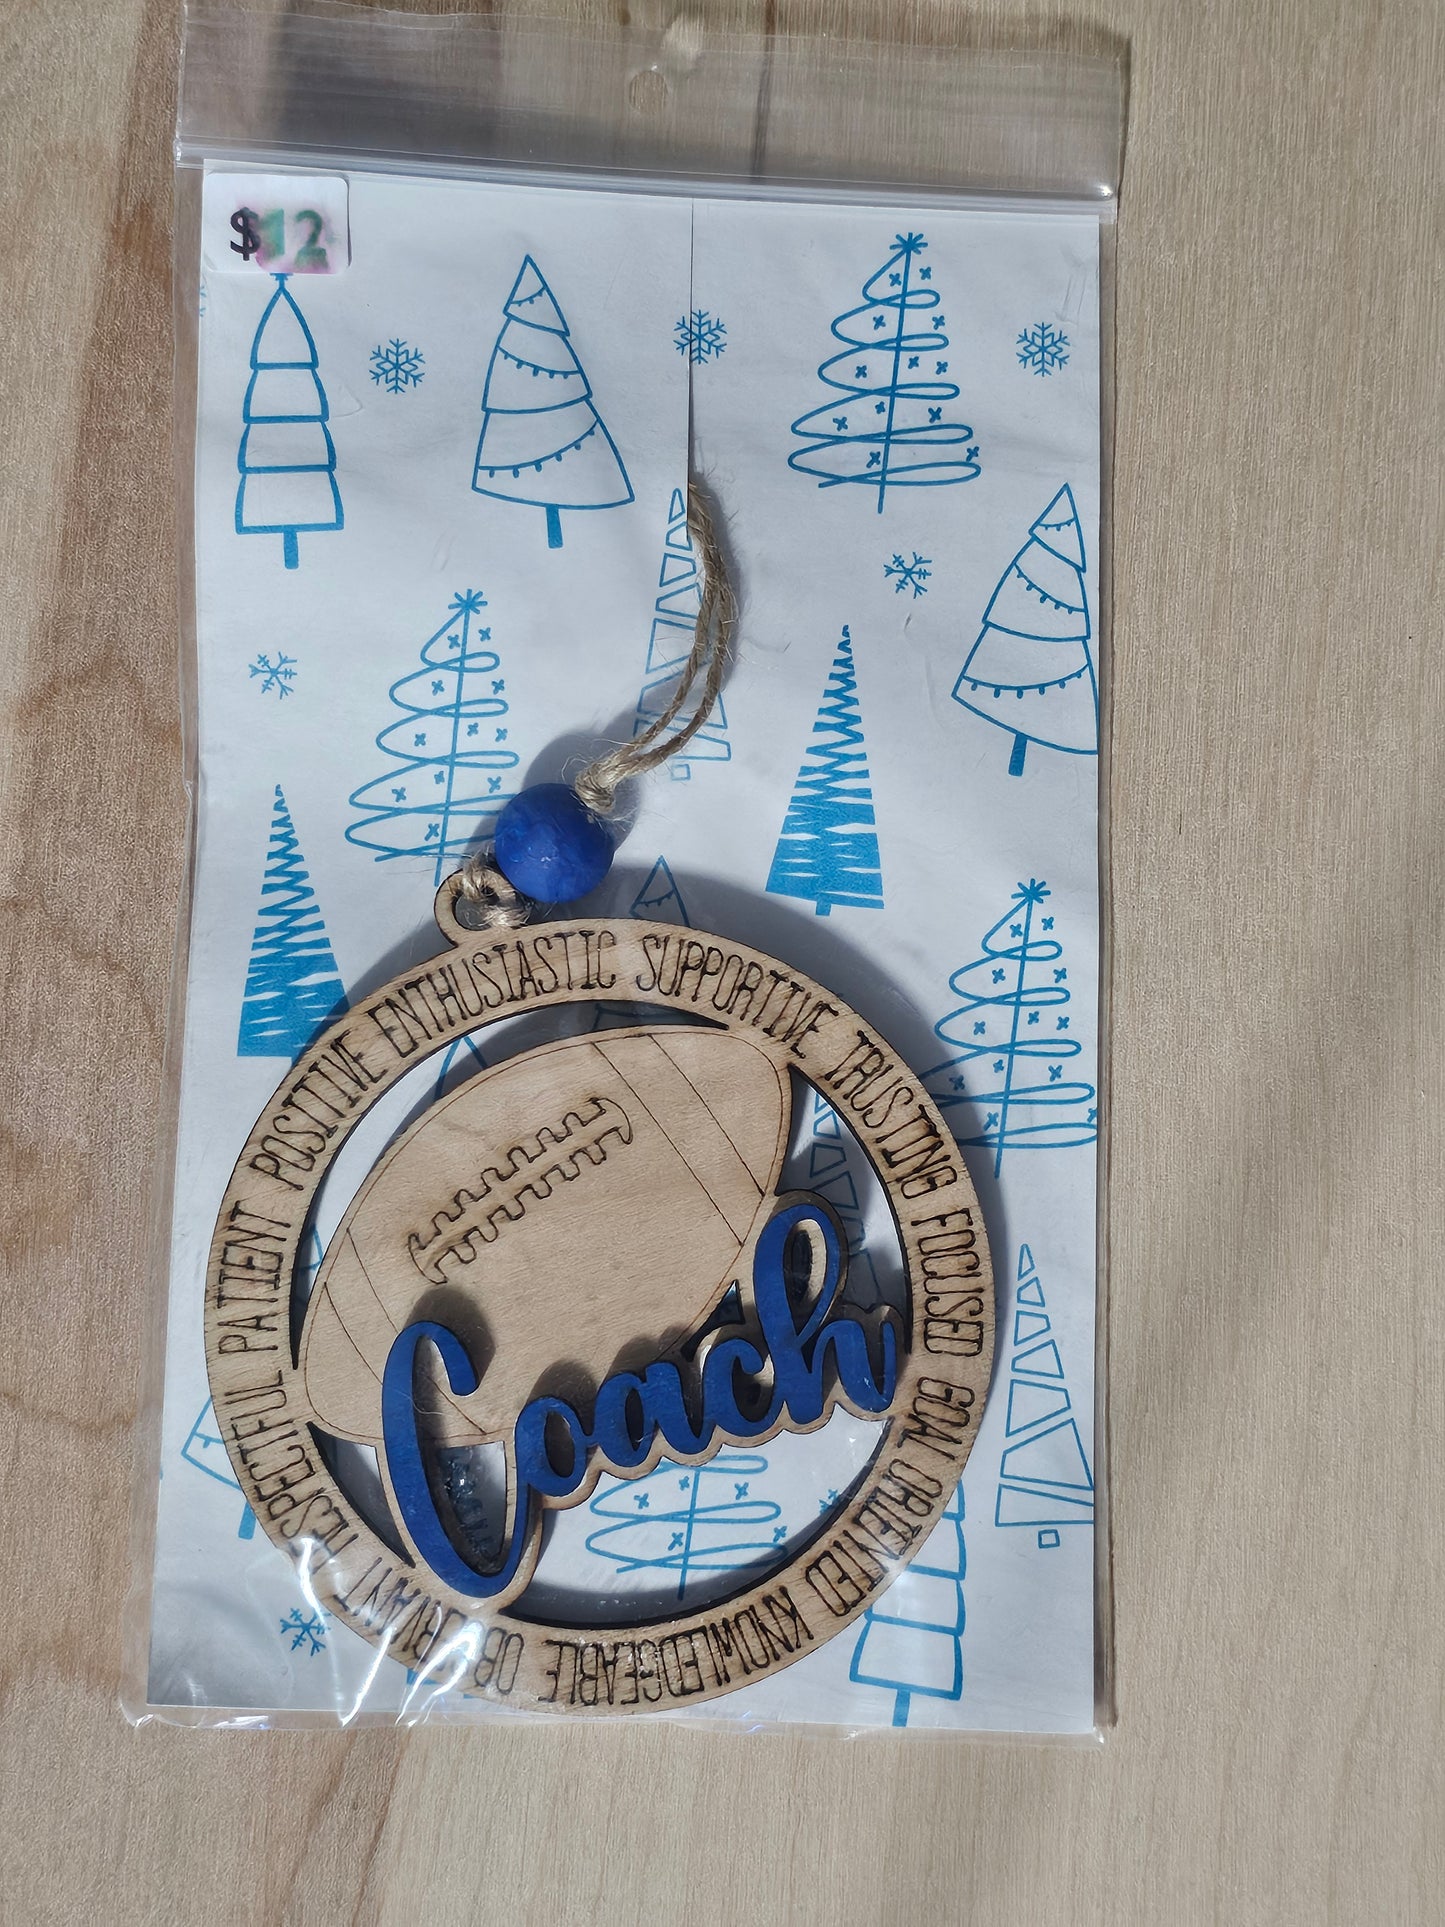 $12
POSITIVE ENTHUSIASTIC SUPPORTIVE TRUSTING FOCUSED GOAL ORIENTED KNOWLEDGEABLE OBSERVANT RESPECTFUL PATIENT
Coach